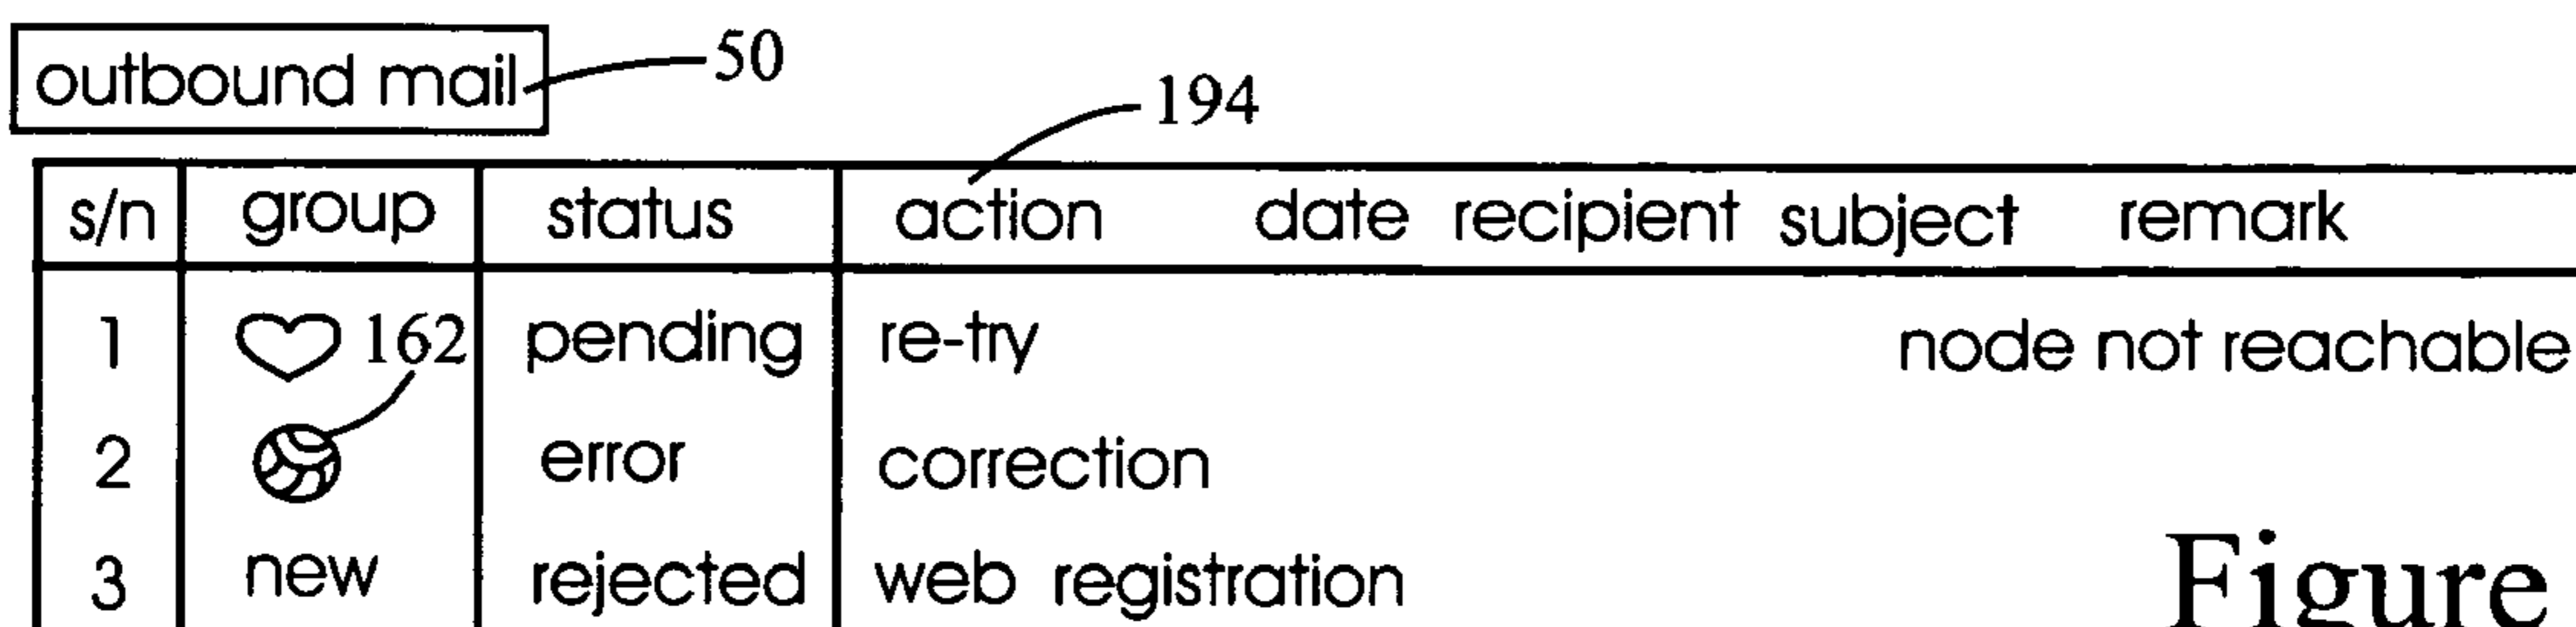 outbound mail 50
194
s/n group status action date recipient subject remark
1 162 pending re-try node not reachable
2 error correction
3 new rejected web registration
Figure